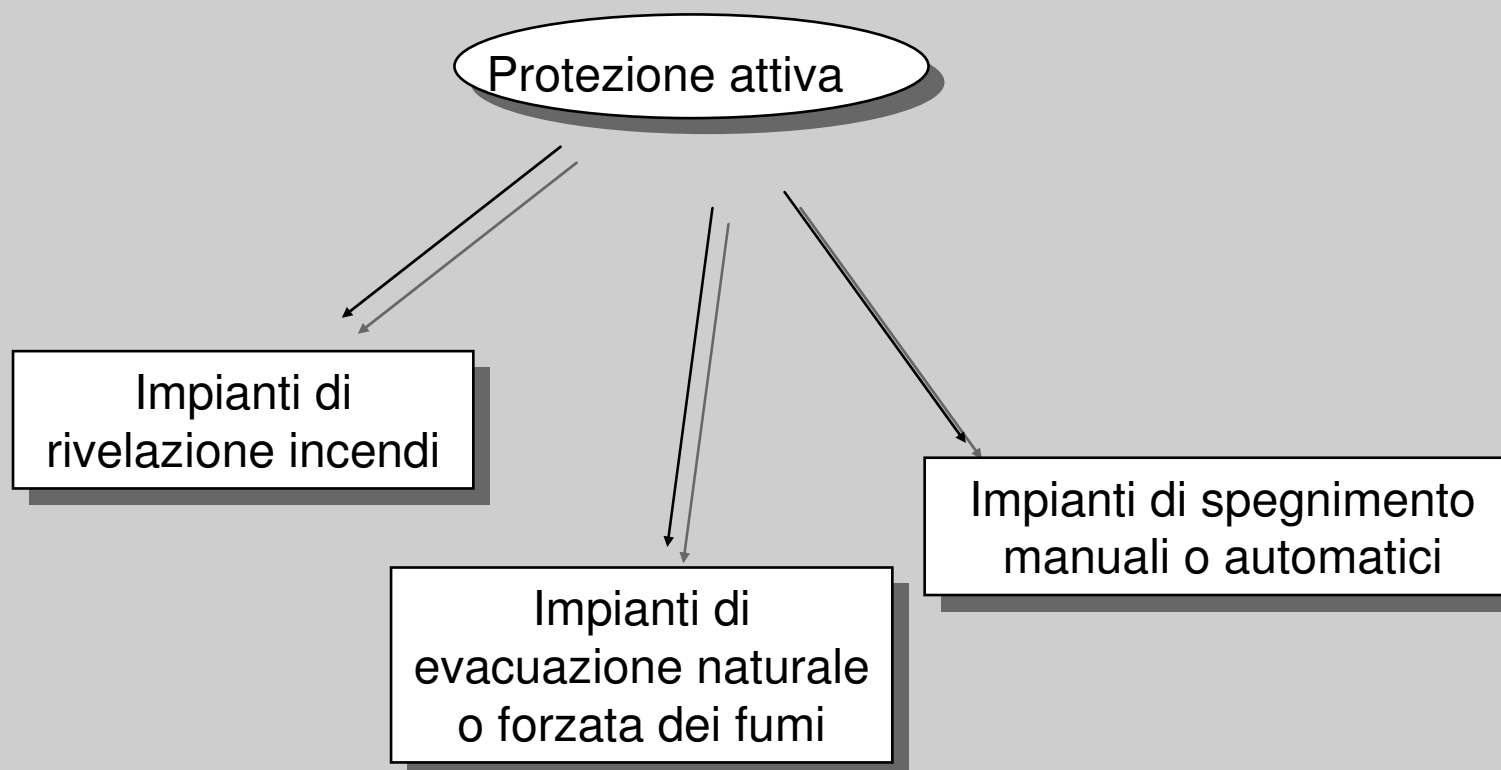 Protezione attiva
Impianti di
rivelazione incendi
Impianti di
evacuazione naturale
o forzata dei fumi
Impianti di spegnimento
manuali o automatici